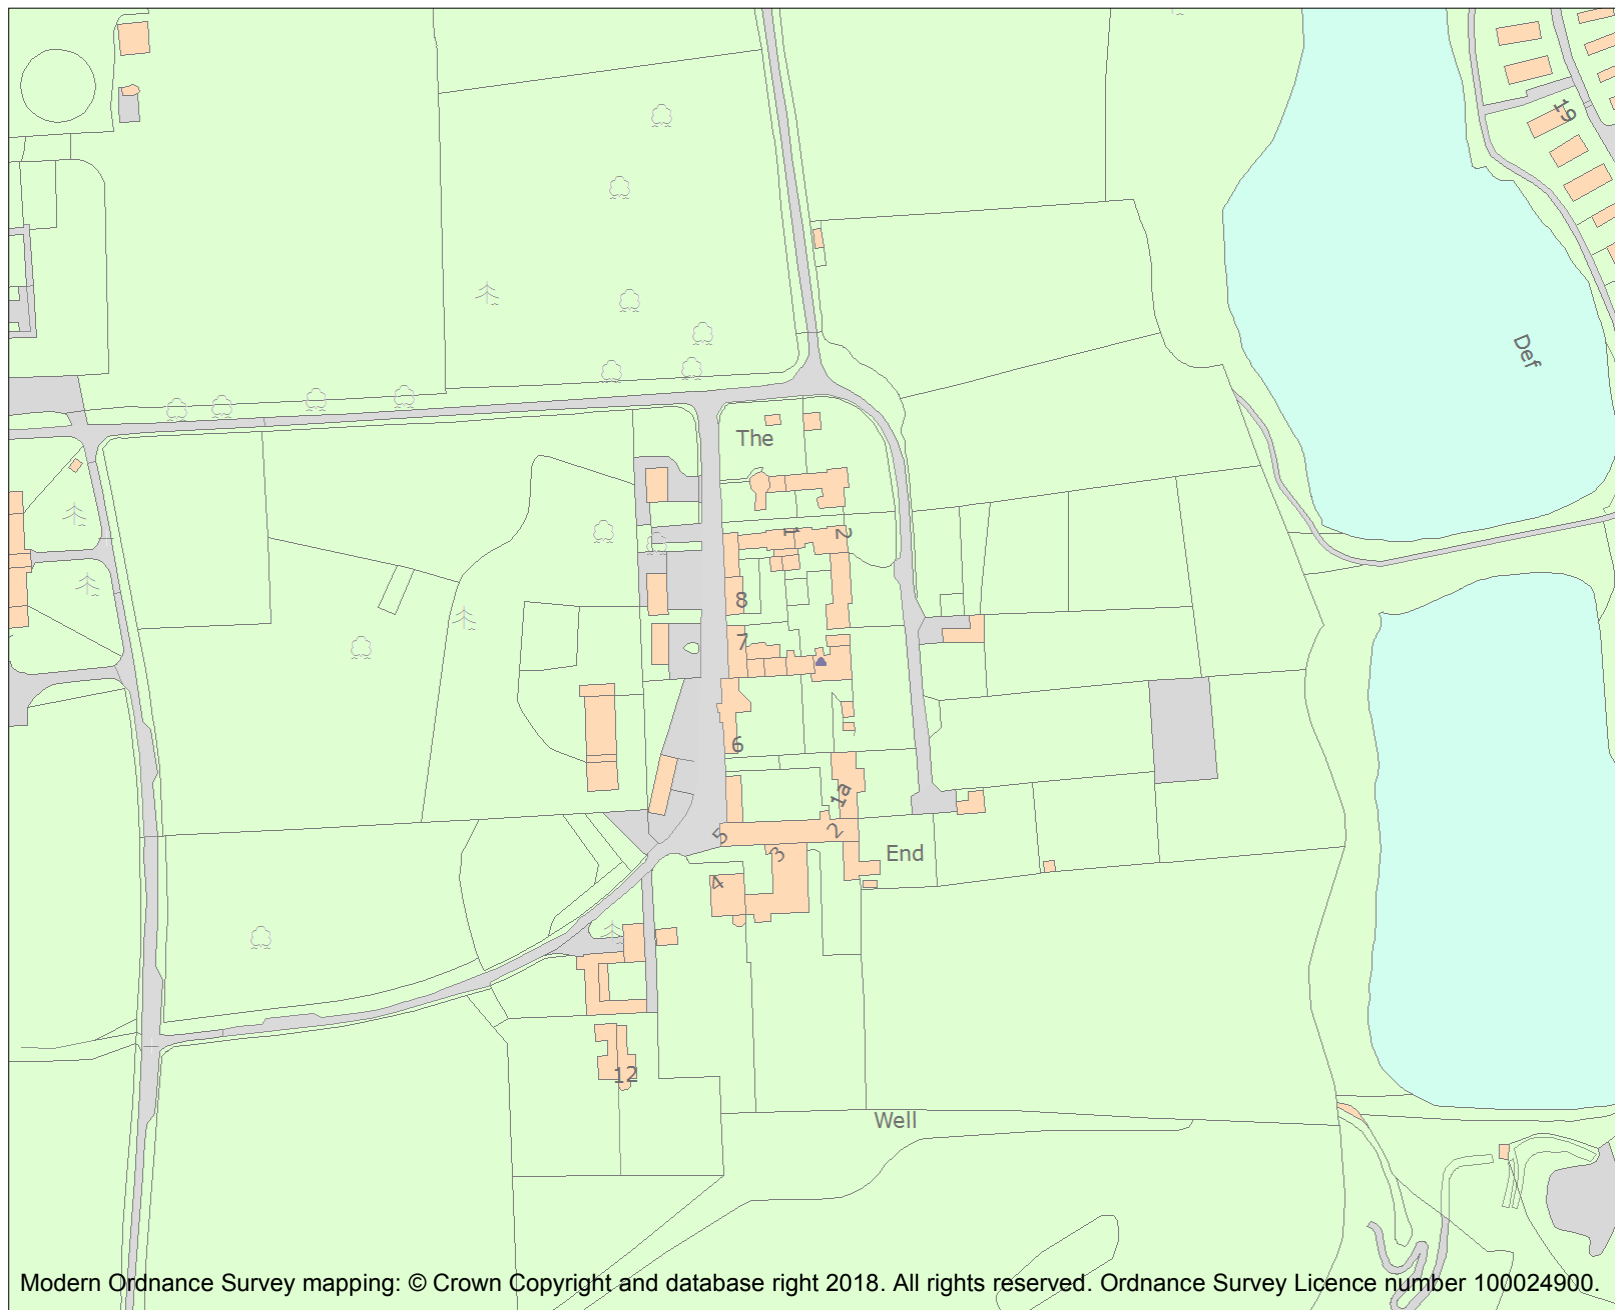 19
Def
The
1
2
8
7
6
1a
5
2
3
End
4
12
Well
Modern Ordnance Survey mapping: © Crown Copyright and database right 2018. All rights reserved. Ordnance Survey Licence number 100024900.